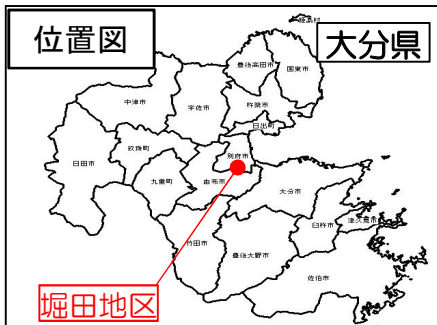 位置図
大分県
姫島村
豊後高田市
国東市
中津市
宇佐市
杵築市
日出町
日田市
玖珠町
別府市
九重町
由布市
大分市
臼杵市
津久見市
竹田市
豊後大野市
佐伯市
堀田地区